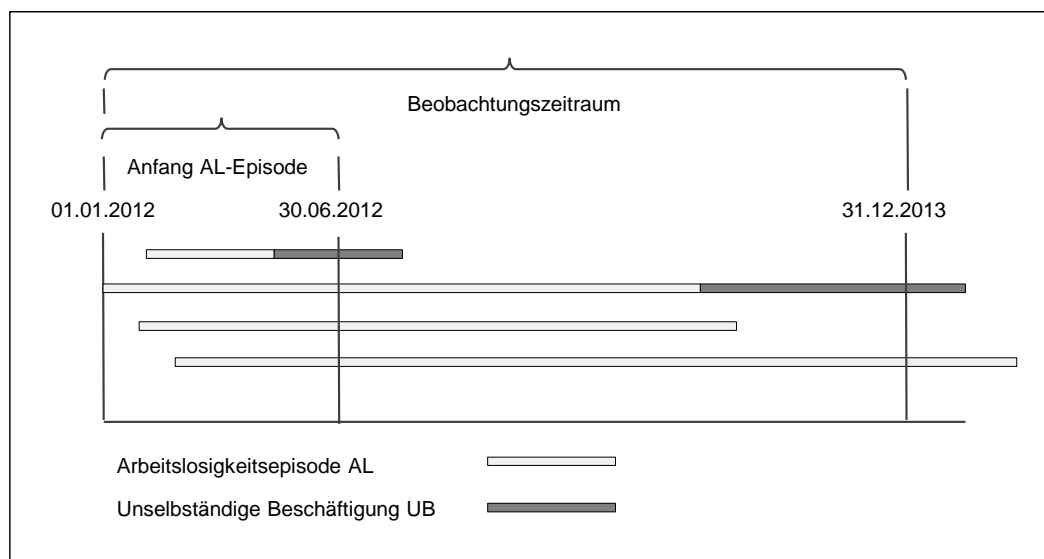 Beobachtungszeitraum
Anfang AL-Episode
01.01.2012 30.06.2012 31.12.2013
Arbeitslosigkeitsepisode AL
Unselbständige Beschäftigung UB